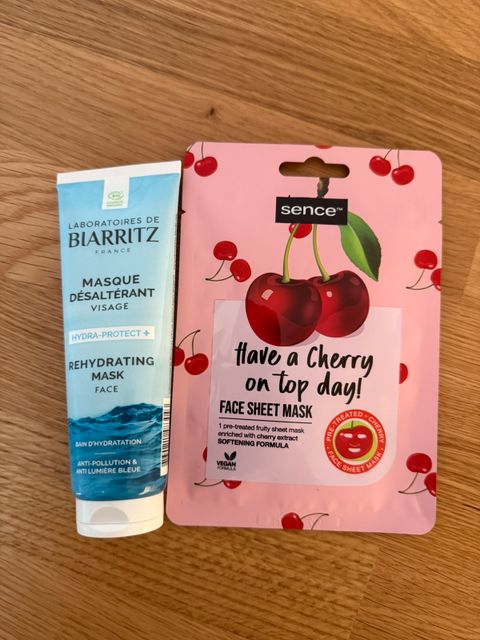 LABORATOIRES DE
BIARRITZ
FRANCE
MASQUE
DÉSALTÉRANT
VISAGE
HYDRA-PROTECT+
REHYDRATING
MASK
FACE
BAIN D'HYDRATATION
ANTI-POLLUTION &
ANTI LUMIÈRE BLEUE
sence™
Have a Cherry
on top day!
FACE SHEET MASK
1 pre-treated fruity sheet mask
enriched with cherry extract
SOFTENING FORMULA
VEGAN
FORMULA
PRE-TREATED • CHERRY
FACE SHEET MASK